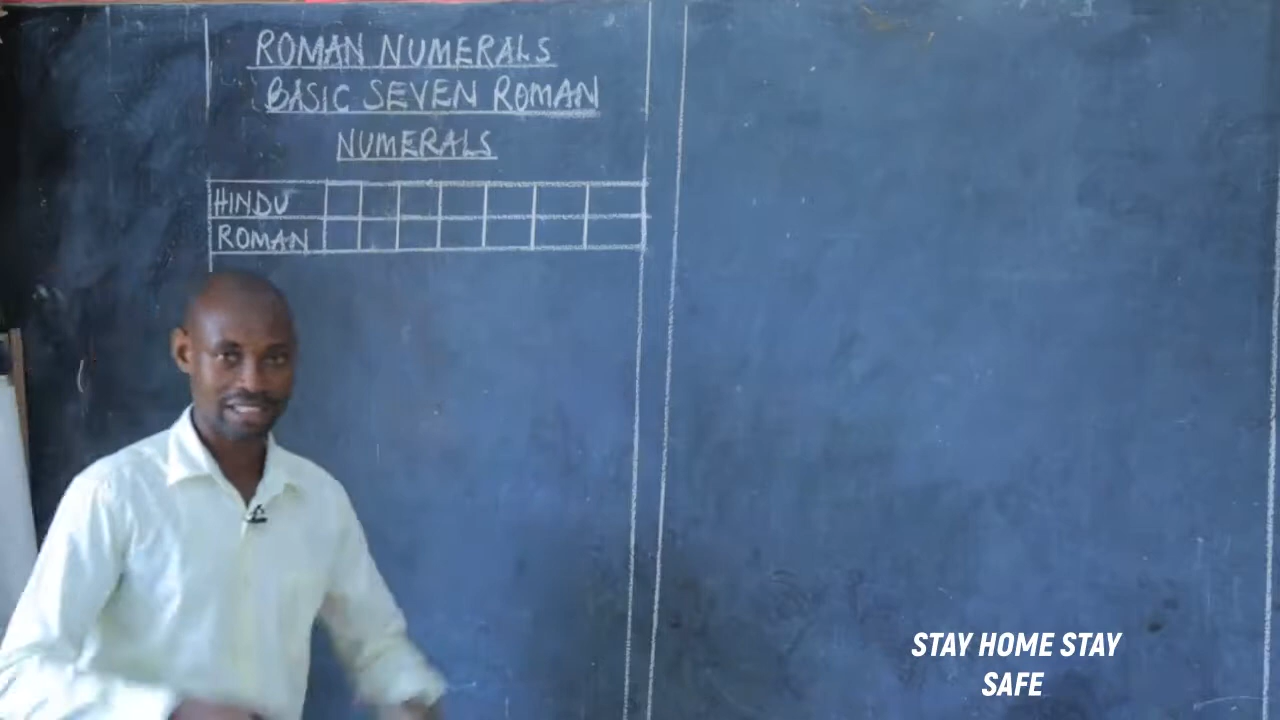 ROMAN NUMERALS
BASIC SEVEN ROMAN
NUMERALS
HINDU
ROMAN
STAY HOME STAY
SAFE